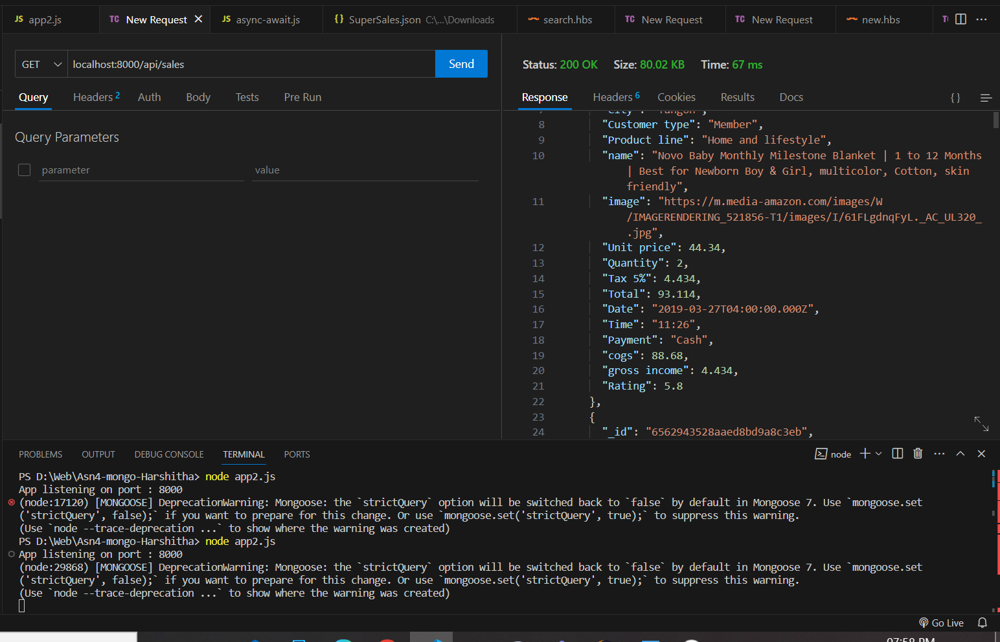 JS app2.js
TC New Request
JS async-await.js
{} SuperSales.json C:\...\Downloads
search.hbs
TC New Request
TC New Request
new.hbs
GET
localhost:8000/api/sales
Send
Query
Headers 2
Auth
Body
Tests
Pre Run
Query Parameters
parameter
value
Status: 200 OK Size: 80.02 KB Time: 67 ms
Response
Headers 6
Cookies
Results
Docs
{}
8 "Customer type": "Member",
9 "Product line": "Home and lifestyle",
10 "name": "Novo Baby Monthly Milestone Blanket | 1 to 12 Months
| Best for Newborn Boy & Girl, multicolor, Cotton, skin
friendly",
11 "image": "https://m.media-amazon.com/images/W
/IMAGERENDERING_521856-T1/images/I/61FLgdnqFyL._AC_UL320_
.jpg",
12 "Unit price": 44.34,
13 "Quantity": 2,
14 "Tax 5%": 4.434,
15 "Total": 93.114,
16 "Date": "2019-03-27T04:00:00.000Z",
17 "Time": "11:26",
18 "Payment": "Cash",
19 "cogs": 88.68,
20 "gross income": 4.434,
21 "Rating": 5.8
22 },
23 {
24 "_id": "6562943528aaed8bd9a8c3eb",
PROBLEMS
OUTPUT
DEBUG CONSOLE
TERMINAL
PORTS
node
PS D:\Web\Asn4-mongo-Harshitha> node app2.js
App listening on port : 8000
(node:17120) [MONGOOSE] DeprecationWarning: Mongoose: the `strictQuery` option will be switched back to `false` by default in Mongoose 7. Use `mongoose.set
('strictQuery', false);` if you want to prepare for this change. Or use `mongoose.set('strictQuery', true);` to suppress this warning.
(Use `node --trace-deprecation ...` to show where the warning was created)
PS D:\Web\Asn4-mongo-Harshitha> node app2.js
App listening on port : 8000
(node:29868) [MONGOOSE] DeprecationWarning: Mongoose: the `strictQuery` option will be switched back to `false` by default in Mongoose 7. Use `mongoose.set
('strictQuery', false);` if you want to prepare for this change. Or use `mongoose.set('strictQuery', true);` to suppress this warning.
(Use `node --trace-deprecation ...` to show where the warning was created)
Go Live
07:58 PM